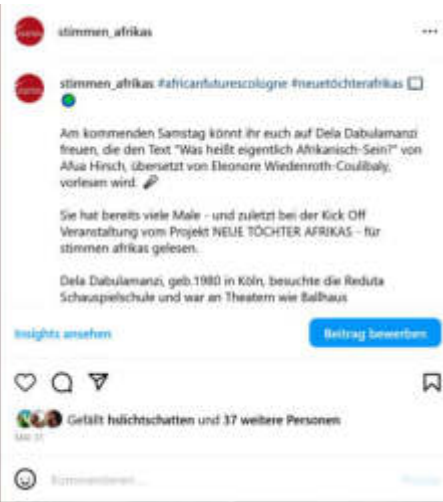 stimmen_afrikas
stimmen_afrikas #africanfuturescologne #neuetöchterafrikas
Am kommenden Samstag könnt ihr euch auf Dela Dabulamanzi
freuen, die den Text "Was heißt eigentlich Afrikanisch-Sein?" von
Afua Hirsch, übersetzt von Eleonore Wiedenroth-Coulibaly,
vorlesen wird.
Sie hat bereits viele Male - und zuletzt bei der Kick Off
Veranstaltung vom Projekt NEUE TÖCHTER AFRIKAS - für
stimmen afrikas gelesen.
Dela Dabulamanzi, geb.1980 in Köln, besuchte die Reduta
Schauspielschule und war an Theatern wie Ballhaus
Insights ansehen
Beitrag bewerben
Gefällt hslichtschatten und 37 weitere Personen
Kommentieren...